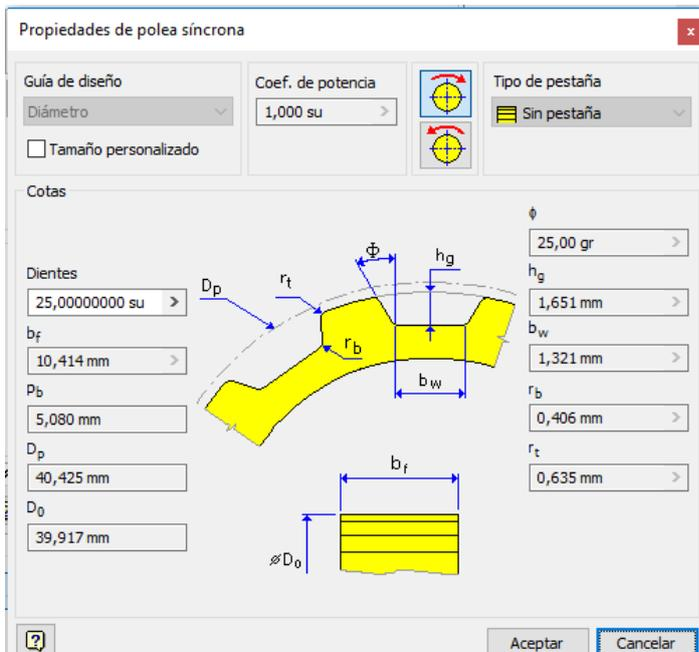 Propiedades de polea síncrona
x
Guía de diseño
Diámetro
Tamaño personalizado
Coef. de potencia
1,000 su
Tipo de pestaña
Sin pestaña
Cotas
Dientes
25,00000000 su
bf
10,414 mm
Pb
5,080 mm
Dp
40,425 mm
D0
39,917 mm
Dp
rt
Φ
hg
rb
bw
bf
⌀D0
ϕ
25,00 gr
hg
1,651 mm
bw
1,321 mm
rb
0,406 mm
rt
0,635 mm
?
Aceptar
Cancelar